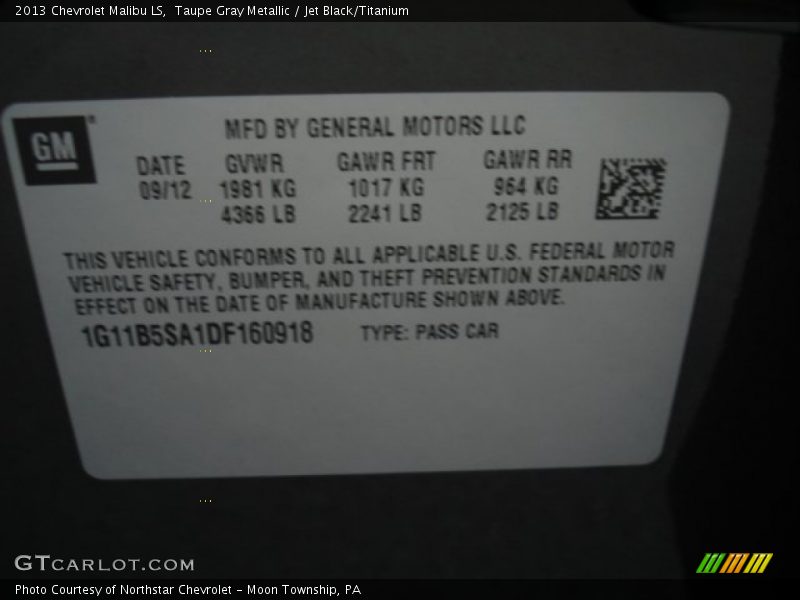 2013 Chevrolet Malibu LS, Taupe Gray Metallic / Jet Black/Titanium
GM
MFD BY GENERAL MOTORS LLC
DATE GVWR GAWR FRT GAWR RR
09/12 1981 KG 1017 KG 964 KG
4366 LB 2241 LB 2125 LB
THIS VEHICLE CONFORMS TO ALL APPLICABLE U.S. FEDERAL MOTOR
VEHICLE SAFETY, BUMPER, AND THEFT PREVENTION STANDARDS IN
EFFECT ON THE DATE OF MANUFACTURE SHOWN ABOVE.
1G11B5SA1DF160918 TYPE: PASS CAR
GTCARLOT.COM
Photo Courtesy of Northstar Chevrolet - Moon Township, PA